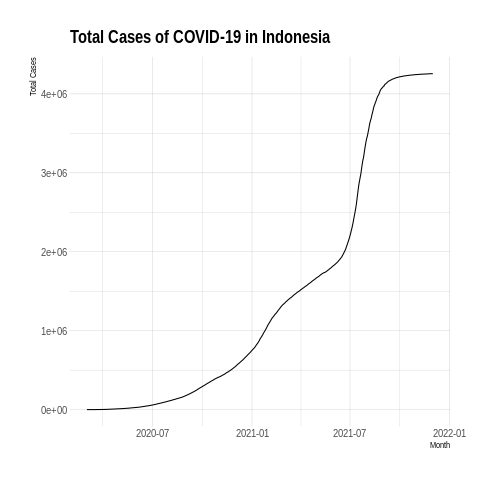 Total Cases of COVID-19 in Indonesia
Total Cases
4e+06
3e+06
2e+06
1e+06
0e+00
2020-07 2021-01 2021-07 2022-01
Month